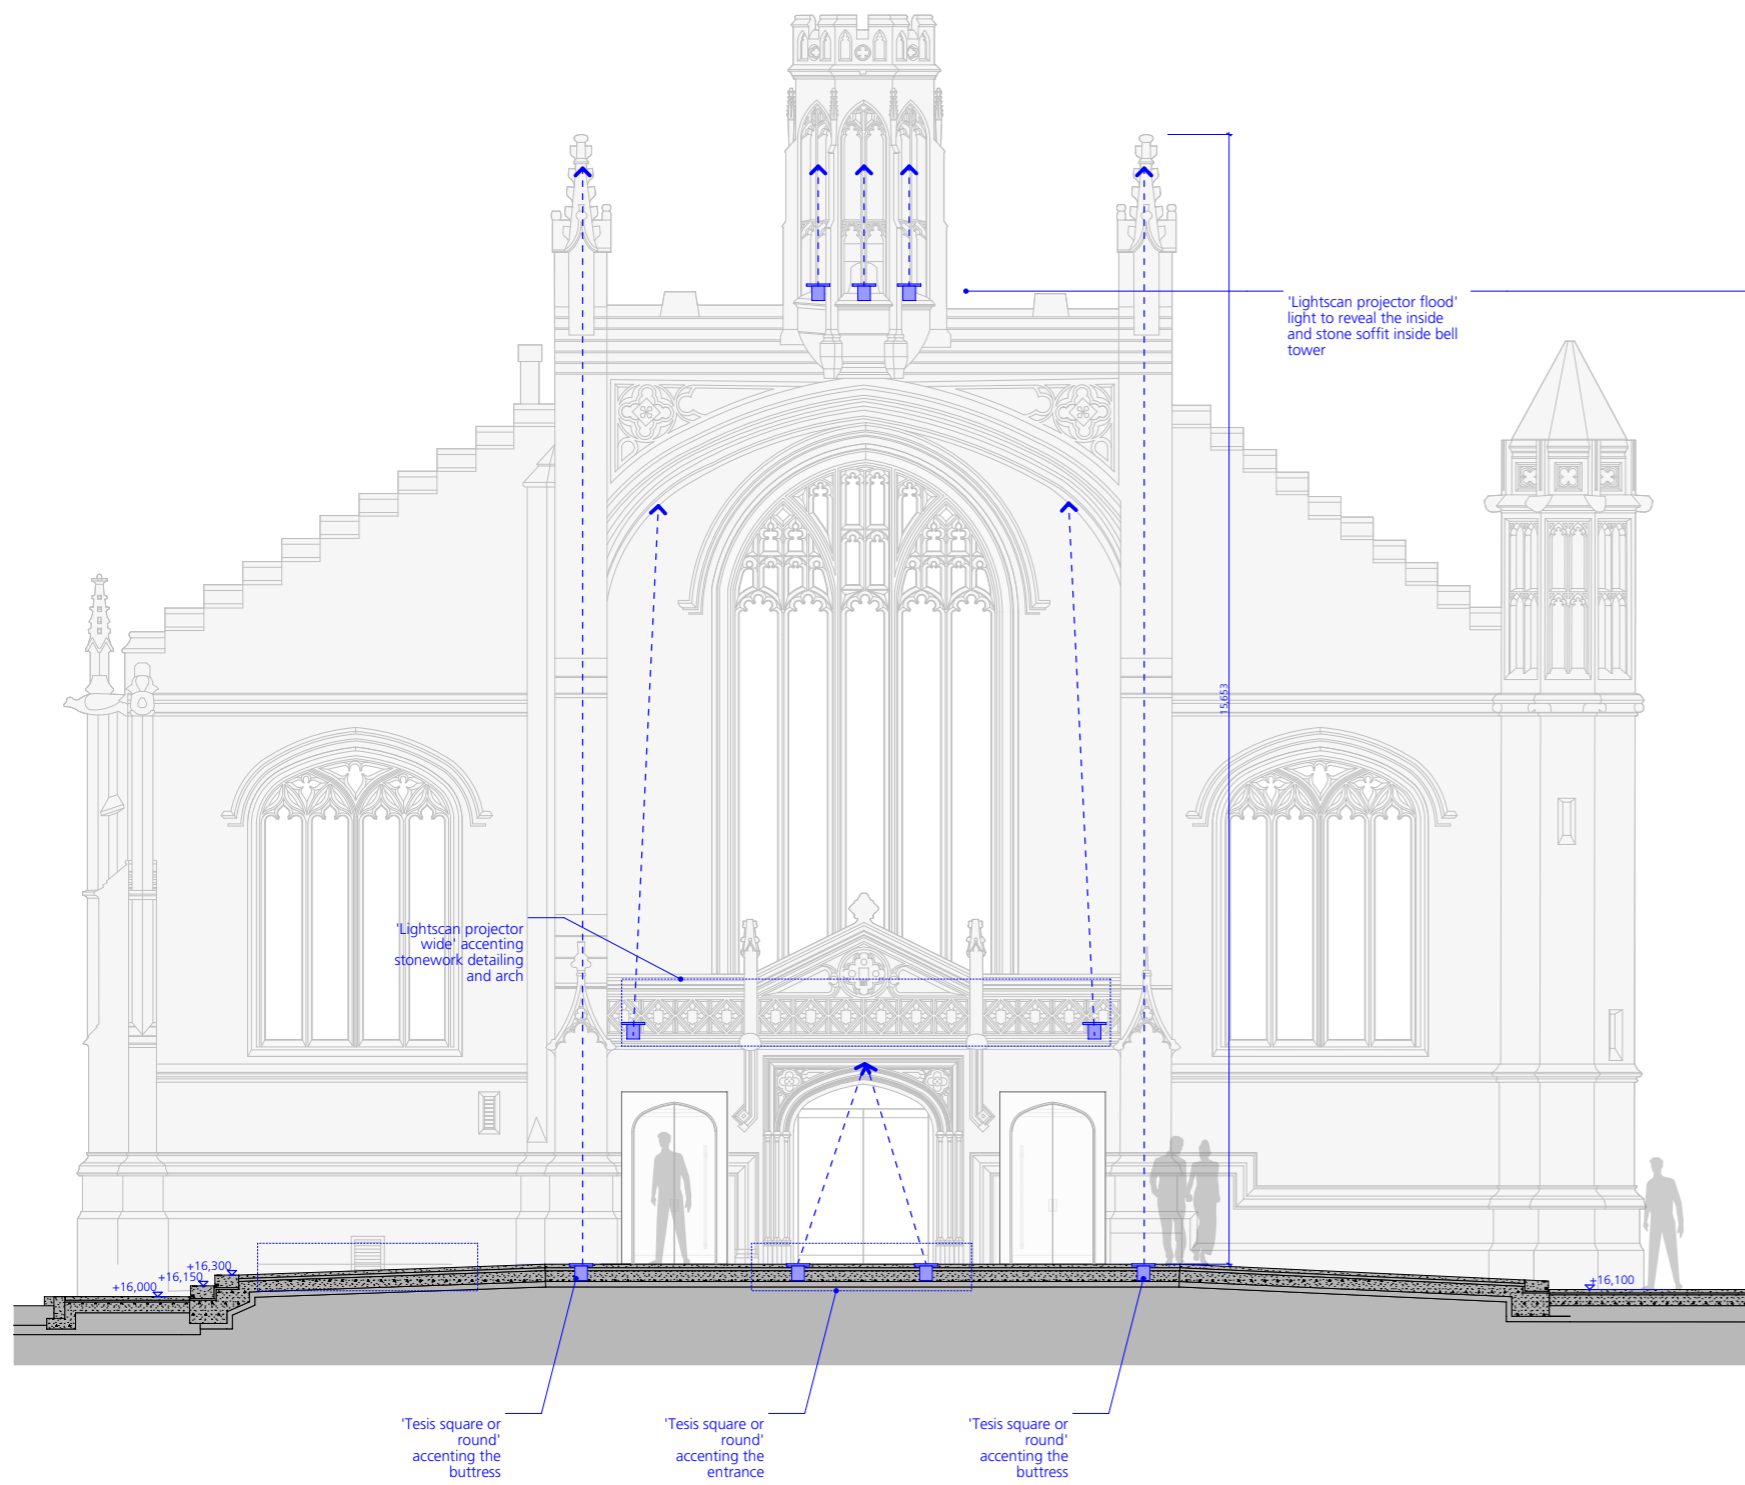 'Lightscan projector flood'
light to reveal the inside
and stone soffit inside bell
tower
15,653
'Lightscan projector
wide' accenting
stonework detailing
and arch
+16,300
+16,150
+16,000
+16,100
'Tesis square or
round'
accenting the
buttress
'Tesis square or
round'
accenting the
entrance
'Tesis square or
round'
accenting the
buttress